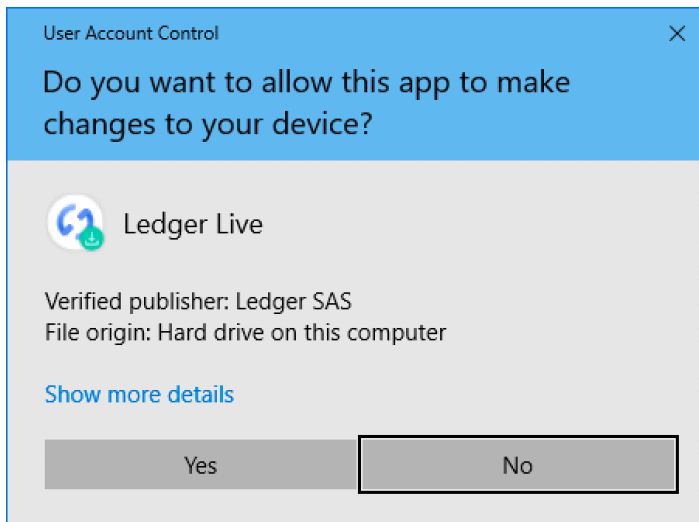 User Account Control
Do you want to allow this app to make
changes to your device?
Ledger Live
Verified publisher: Ledger SAS
File origin: Hard drive on this computer
Show more details
Yes
No